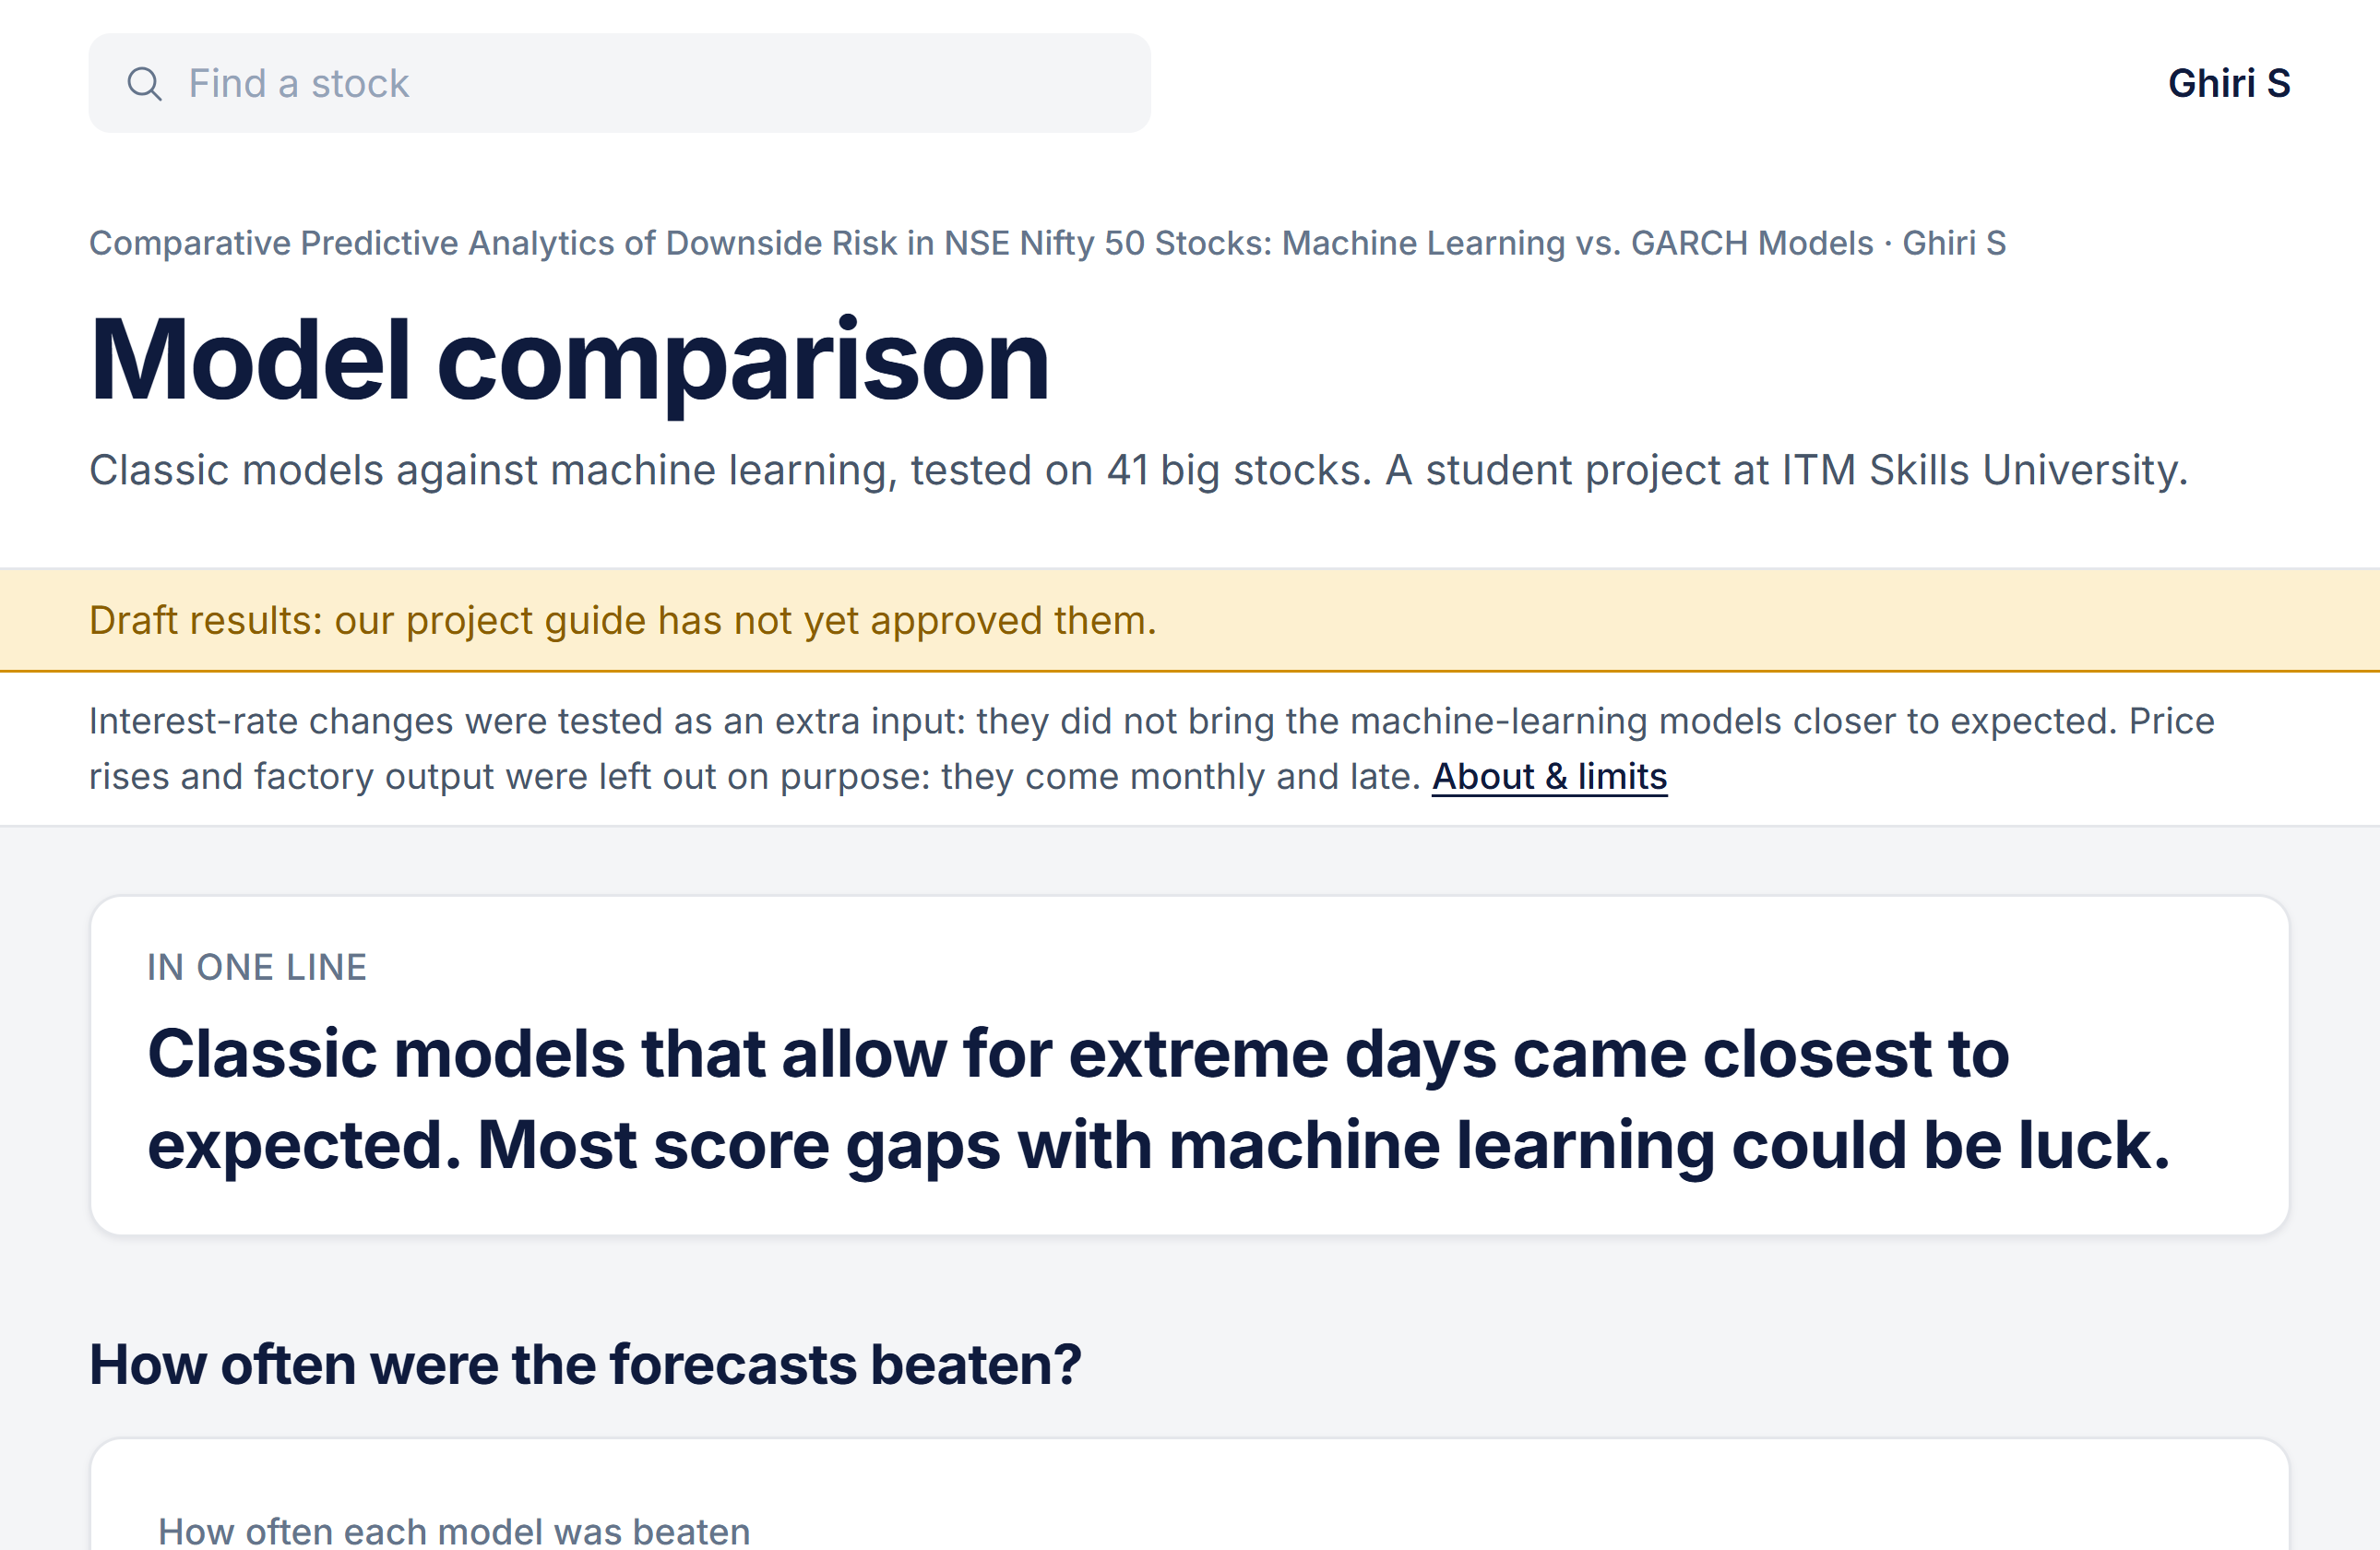 Find a stock
Ghiri S
Comparative Predictive Analytics of Downside Risk in NSE Nifty 50 Stocks: Machine Learning vs. GARCH Models · Ghiri S
Model comparison
Classic models against machine learning, tested on 41 big stocks. A student project at ITM Skills University.
Draft results: our project guide has not yet approved them.
Interest-rate changes were tested as an extra input: they did not bring the machine-learning models closer to expected. Price
rises and factory output were left out on purpose: they come monthly and late. About & limits
IN ONE LINE
Classic models that allow for extreme days came closest to
expected. Most score gaps with machine learning could be luck.
How often were the forecasts beaten?
How often each model was beaten